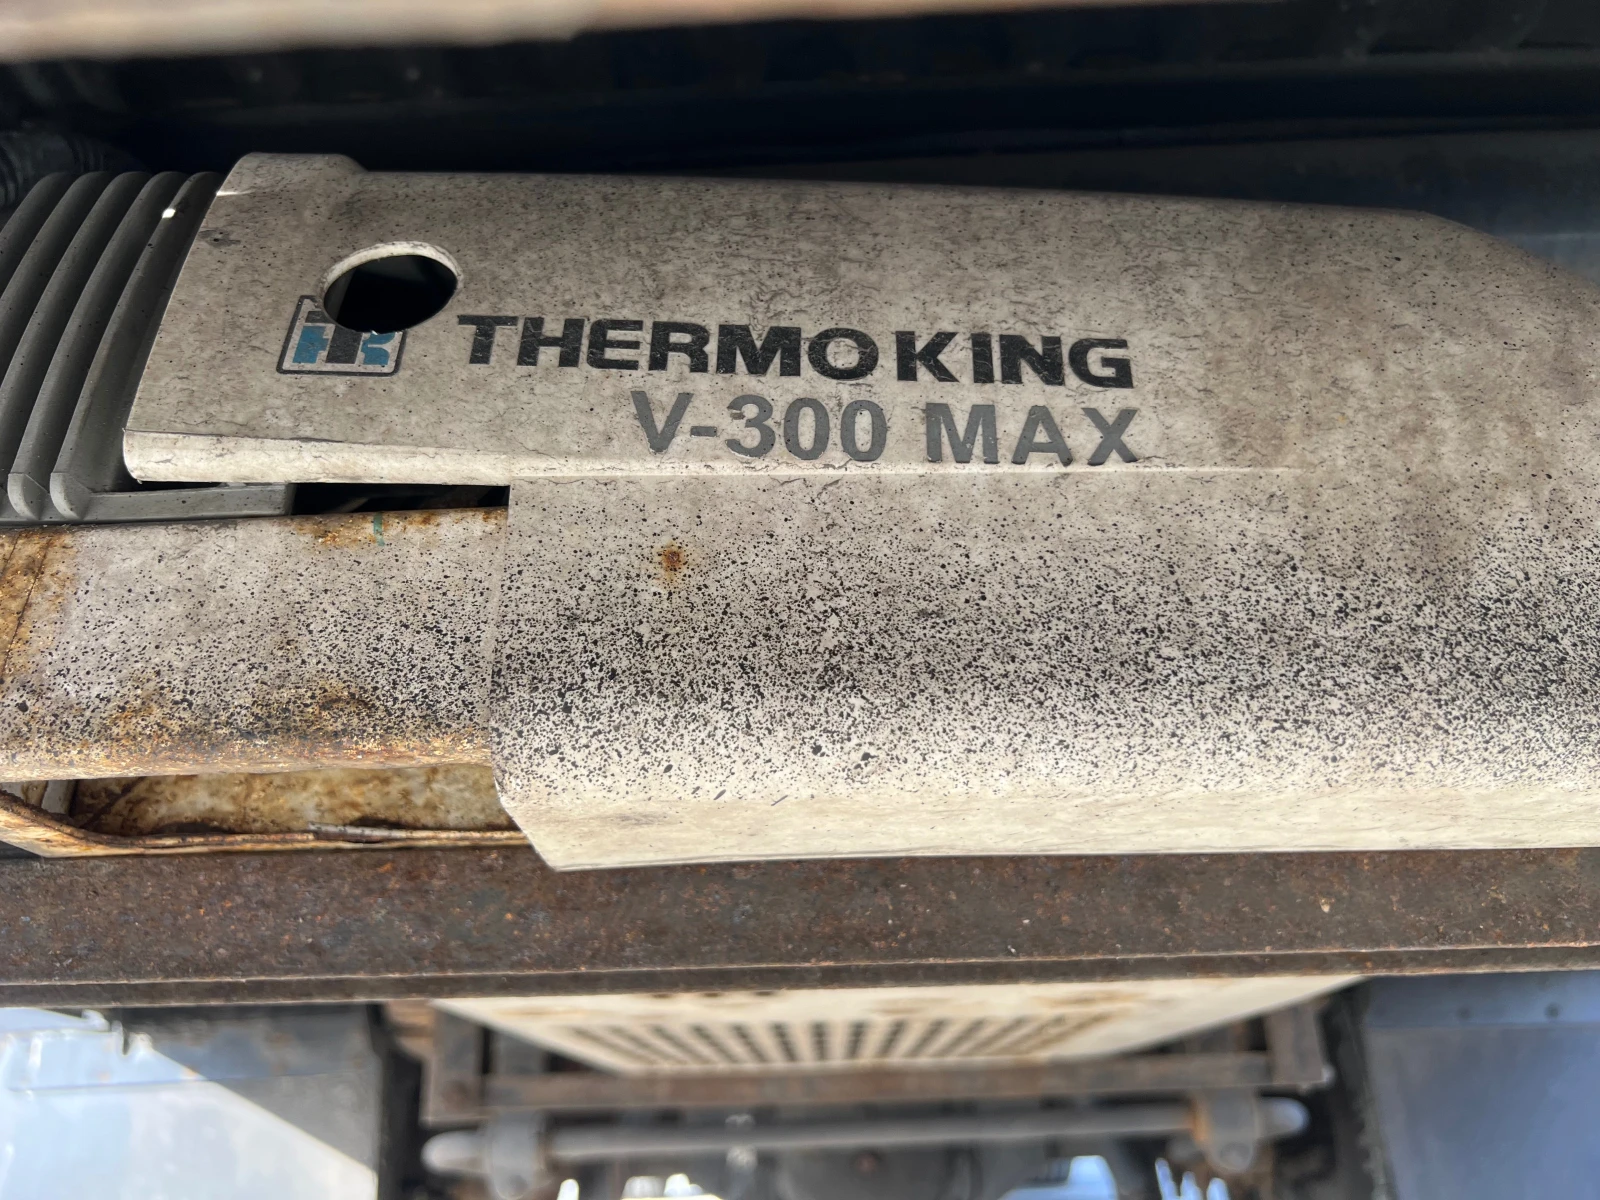 THERMO KING
V-300 MAX